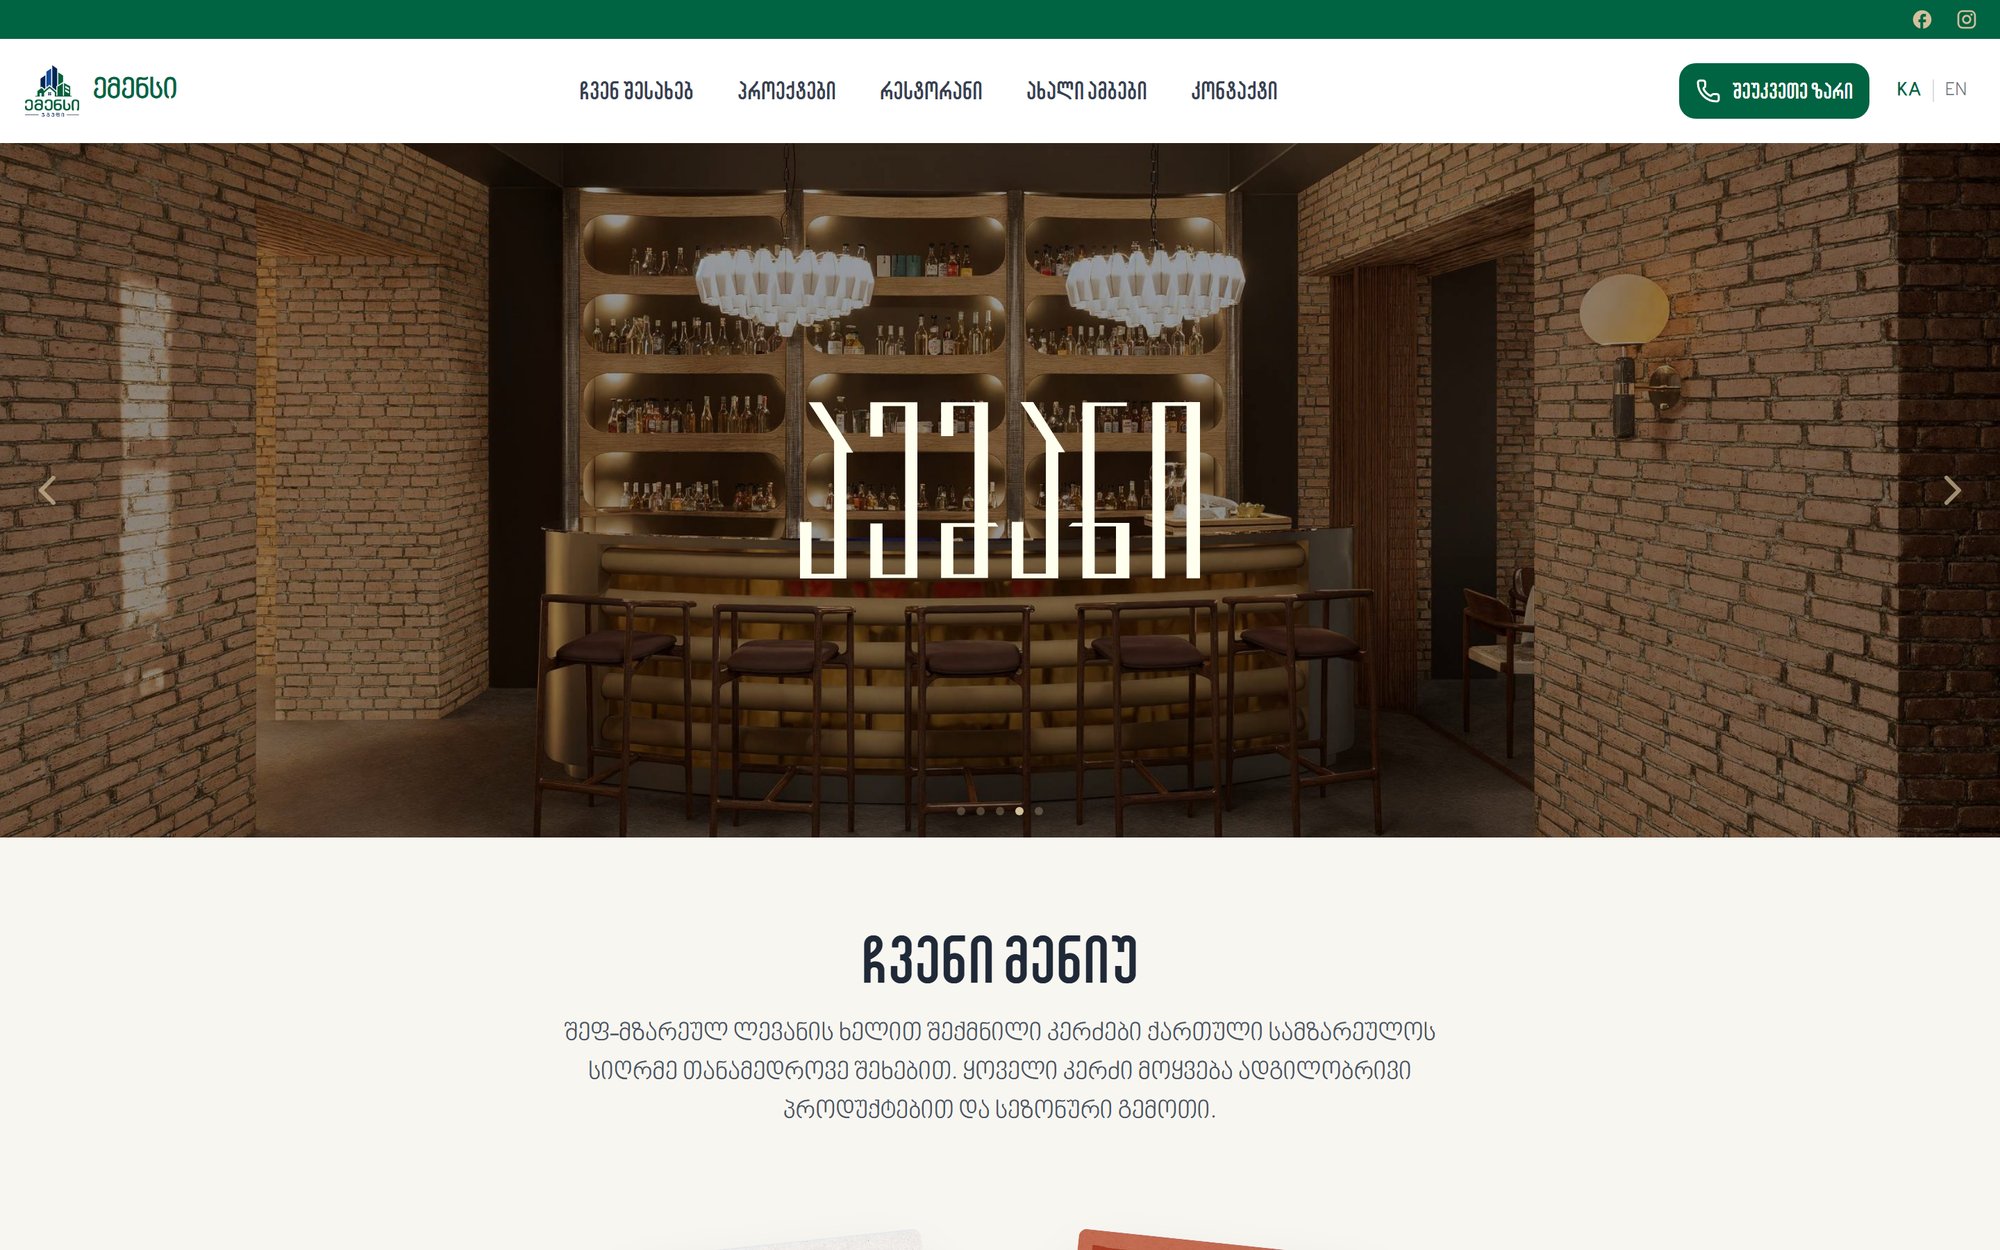 ემენსი
ემენსი
ჩვენ შესახებ
პროექტები
რესტორანი
ახალი ამბები
კონტაქტი
შეუკვეთე ზარი
KA
EN
ჩვენი მენიუ
შეფ-მზარეულ ლევანის ხელით შექმნილი კერძები ქართული სამზარეულოს
სიღრმე თანამედროვე შეხებით. ყოველი კერძი მოყვება ადგილობრივი
პროდუქტებით და სეზონური გემოთი.